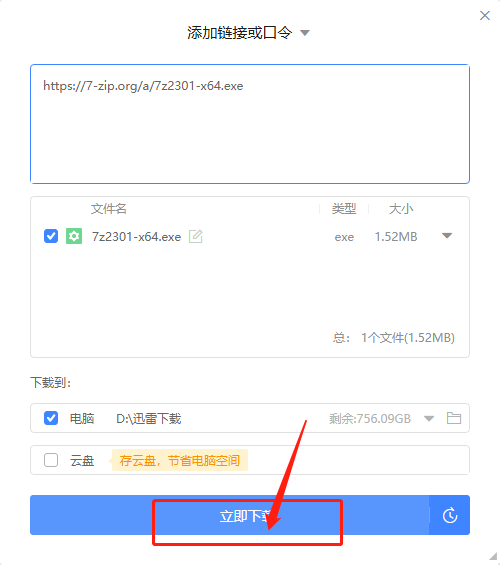 添加链接或口令
https://7-zip.org/a/7z2301-x64.exe
文件名 类型 大小
7z2301-x64.exe exe 1.52MB
总： 1个文件(1.52MB)
下载到：
电脑 D:\迅雷下载 剩余:756.09GB
云盘 存云盘，节省电脑空间
立即下载